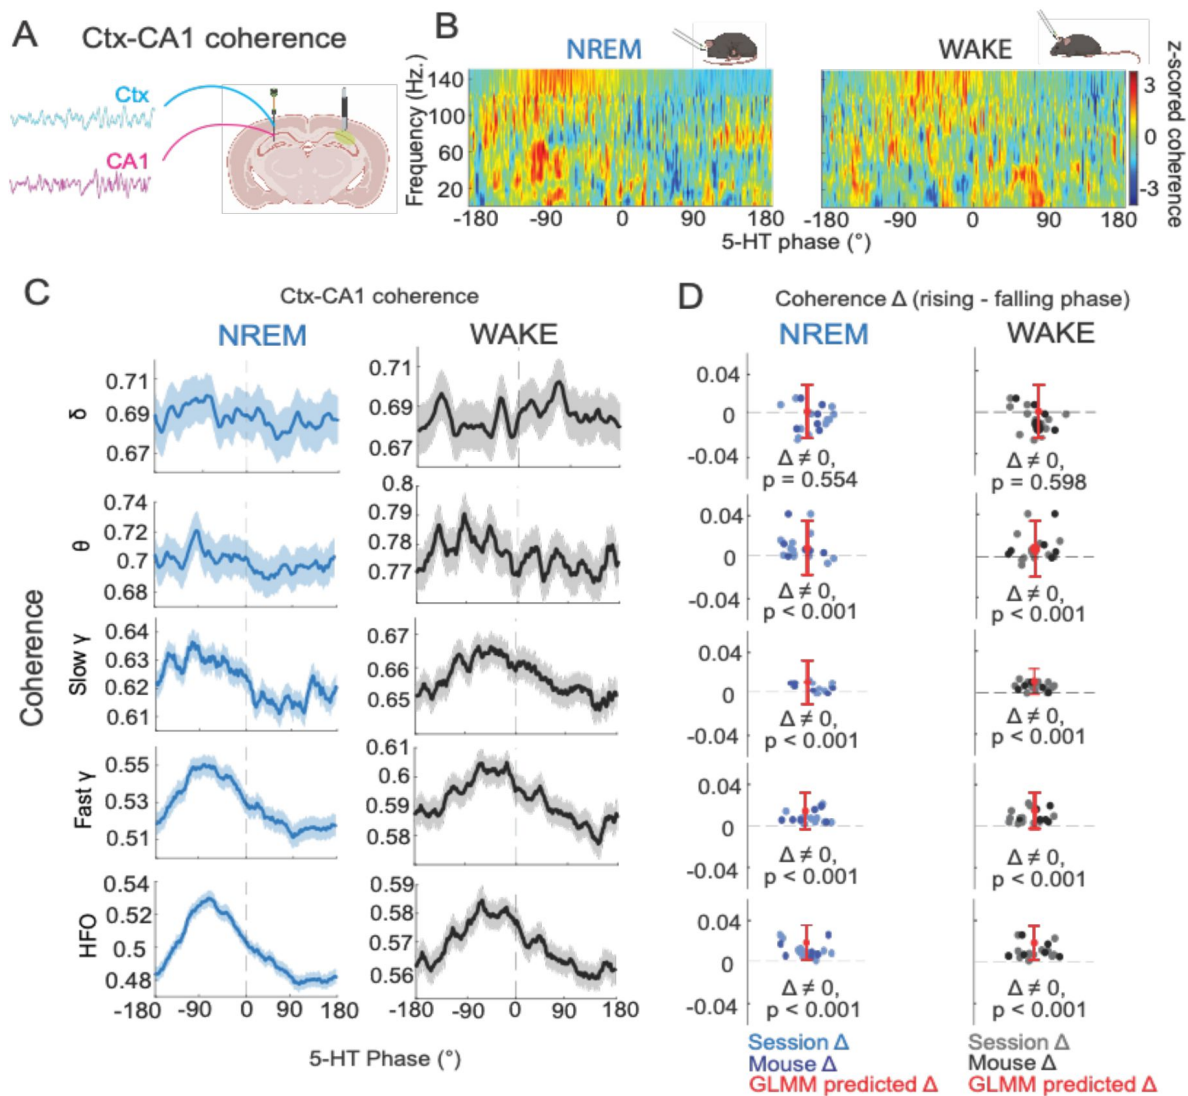 A
Ctx-CA1 coherence
Ctx
CA1
B
NREM
WAKE
Frequency (Hz.)
140
100
60
20
-180
-90
0
90
180
-180
-90
0
90
180
5-HT phase (°)
3
0
-3
z-scored coherence
C
Ctx-CA1 coherence
NREM
WAKE
Coherence
δ
0.71
0.69
0.67
0.71
0.69
0.67
θ
0.74
0.72
0.7
0.68
0.8
0.79
0.78
0.77
Slow γ
0.64
0.63
0.62
0.61
0.67
0.66
0.65
Fast γ
0.55
0.53
0.51
0.61
0.6
0.59
0.58
HFO
0.54
0.52
0.5
0.48
0.59
0.58
0.57
0.56
-180
-90
0
90
180
-180
-90
0
90
180
5-HT Phase (°)
D
Coherence Δ (rising - falling phase)
NREM
WAKE
0.04
0
-0.04
Δ ≠ 0,
p = 0.554
Δ ≠ 0,
p = 0.598
0.04
0
-0.04
Δ ≠ 0,
p < 0.001
Δ ≠ 0,
p < 0.001
0.04
0
-0.04
Δ ≠ 0,
p < 0.001
Δ ≠ 0,
p < 0.001
0.04
0
-0.04
Δ ≠ 0,
p < 0.001
Δ ≠ 0,
p < 0.001
0.04
0
-0.04
Δ ≠ 0,
p < 0.001
Δ ≠ 0,
p < 0.001
Session Δ
Mouse Δ
GLMM predicted Δ
Session Δ
Mouse Δ
GLMM predicted Δ